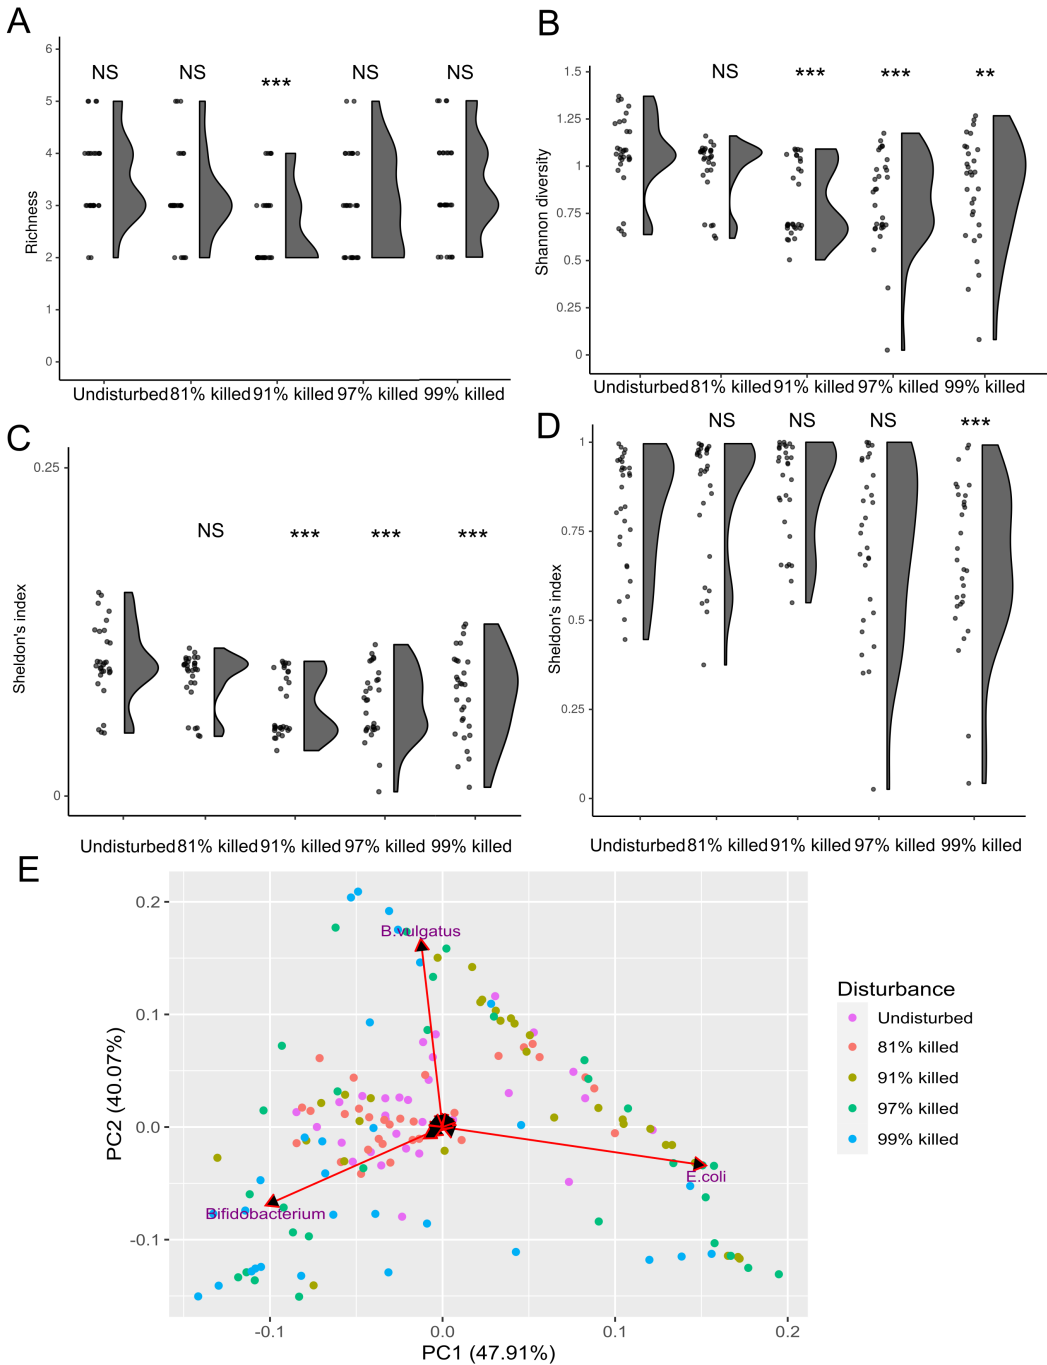 A
6
5
4
3
2
1
0
Richness
NS
NS
***
NS
NS
Undisturbed
81% killed
91% killed
97% killed
99% killed
B
1.5
1.25
1
0.75
0.5
0.25
0
Shannon diversity
NS
***
***
**
Undisturbed
81% killed
91% killed
97% killed
99% killed
C
0.25
0
Sheldon's index
NS
***
***
***
Undisturbed
81% killed
91% killed
97% killed
99% killed
D
1
0.75
0.5
0.25
0
Sheldon's index
NS
NS
NS
***
Undisturbed
81% killed
91% killed
97% killed
99% killed
E
0.2
0.1
0.0
-0.1
PC2 (40.07%)
B.vulgatus
E.coli
Bifidobacterium
-0.1
0.0
0.1
0.2
PC1 (47.91%)
Disturbance
Undisturbed
81% killed
91% killed
97% killed
99% killed